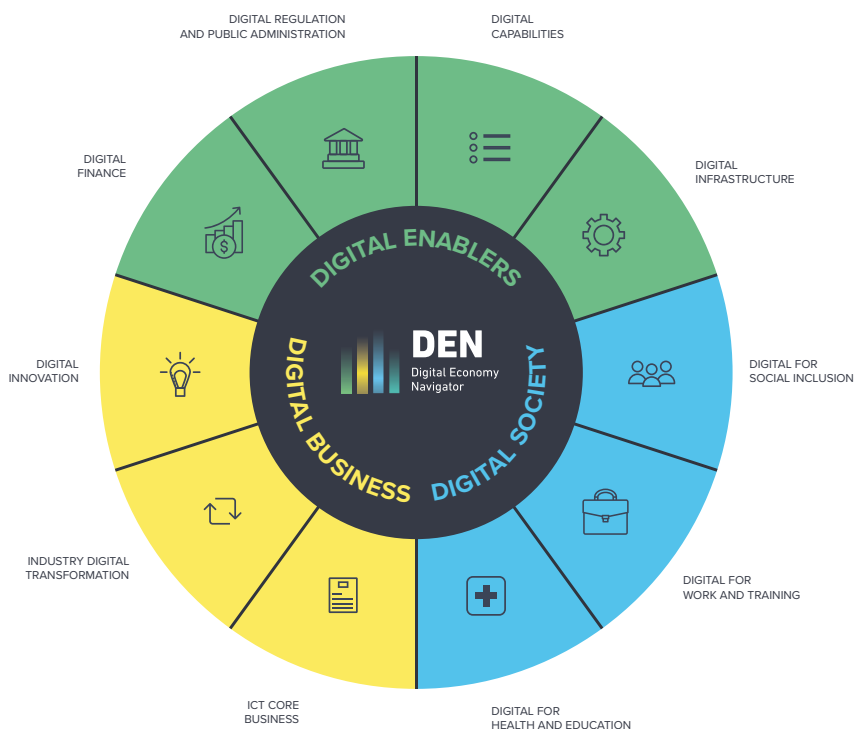 DIGITAL REGULATION
AND PUBLIC ADMINISTRATION
DIGITAL
CAPABILITIES
DIGITAL
FINANCE
DIGITAL
INFRASTRUCTURE
DIGITAL ENABLERS
DEN
Digital Economy
Navigator
DIGITAL BUSINESS
DIGITAL SOCIETY
DIGITAL
INNOVATION
DIGITAL FOR
SOCIAL INCLUSION
INDUSTRY DIGITAL
TRANSFORMATION
DIGITAL FOR
WORK AND TRAINING
ICT CORE
BUSINESS
DIGITAL FOR
HEALTH AND EDUCATION
$